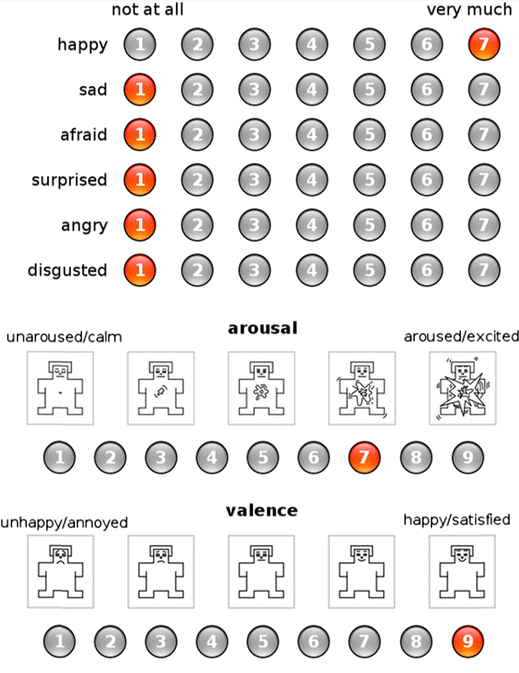 not at all very much
happy 1 2 3 4 5 6 7
sad 1 2 3 4 5 6 7
afraid 1 2 3 4 5 6 7
surprised 1 2 3 4 5 6 7
angry 1 2 3 4 5 6 7
disgusted 1 2 3 4 5 6 7
arousal
unaroused/calm aroused/excited
1 2 3 4 5 6 7 8 9
valence
unhappy/annoyed happy/satisfied
1 2 3 4 5 6 7 8 9